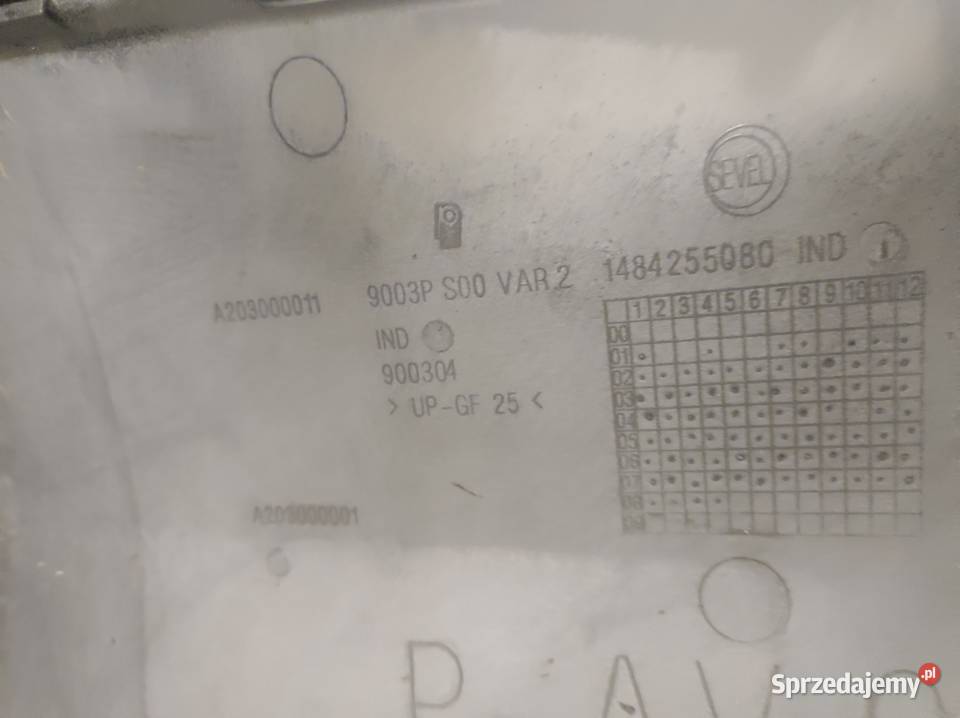 SEVEL
9003P S00 VAR 2 1484255080 IND 1
A203000011
IND
900304
> UP-GF 25 <
1 2 3 4 5 6 7 8 9 10 11 12
00
01
02
03
04
05
06
07
08
09
A203000001
P A V
Sprzedajemy.pl